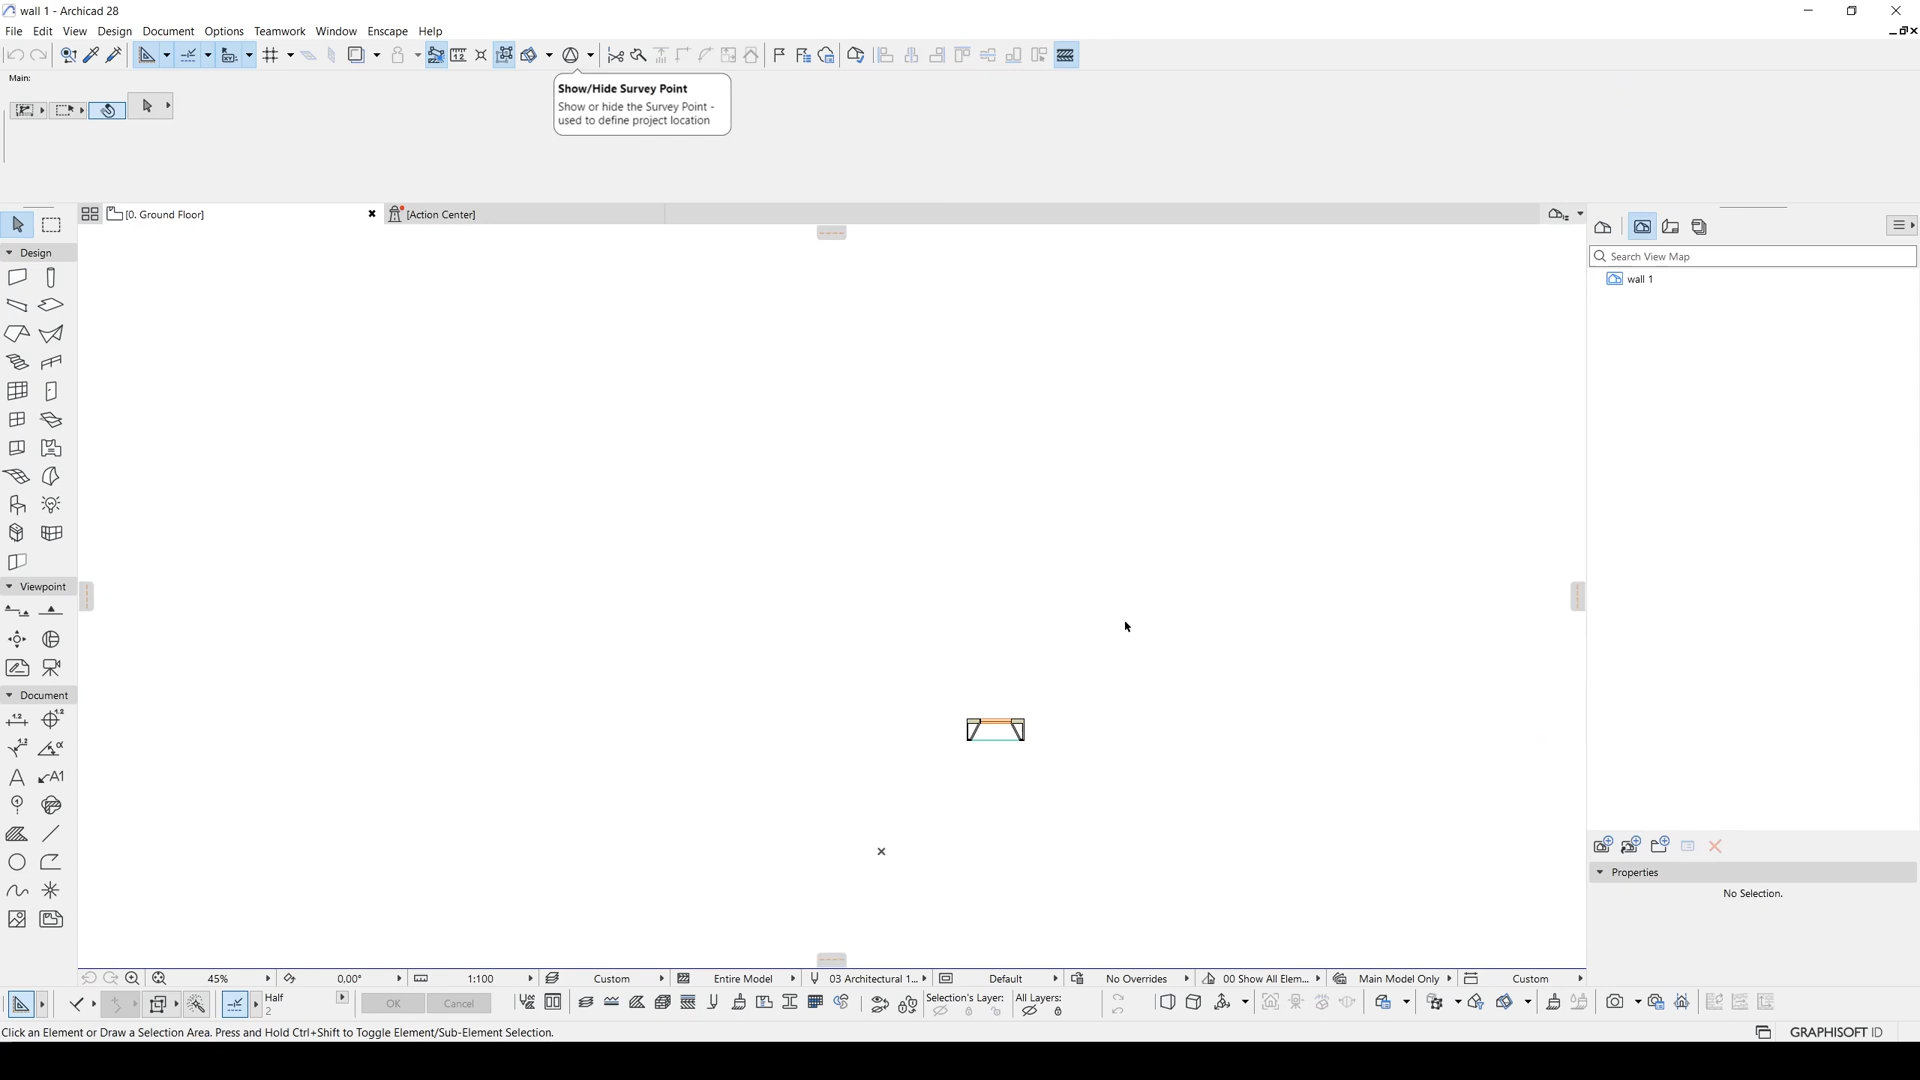 wall 1 - Archicad 28
File Edit View Design Document Options Teamwork Window Enscape Help
Main:
Show/Hide Survey Point
Show or hide the Survey Point -
used to define project location
[0. Ground Floor]
[Action Center]
Design
Search View Map
wall 1
Viewpoint
Document
Properties
No Selection.
45% 0.00° 1:100 Custom Entire Model 03 Architectural 1... Default No Overrides 00 Show All Elem... Main Model Only Custom
Half
2
OK Cancel
Selection's Layer: All Layers:
Click an Element or Draw a Selection Area. Press and Hold Ctrl+Shift to Toggle Element/Sub-Element Selection.
GRAPHISOFT ID